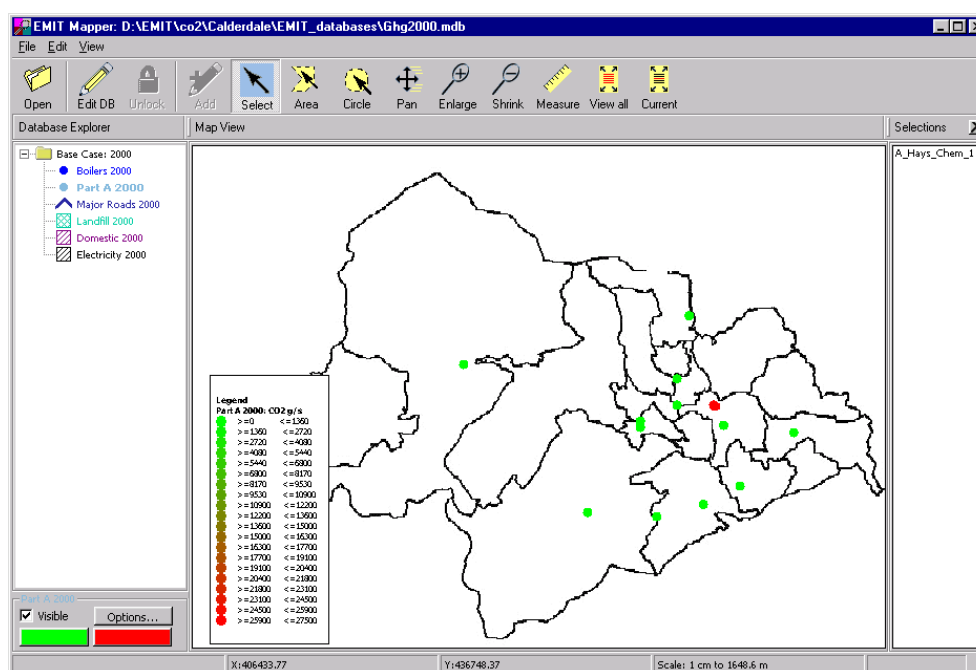 EMIT Mapper: D:\EMIT\co2\Calderdale\EMIT_databases\Ghg2000.mdb
File Edit View
Open Edit DB Unlock Add Select Area Circle Pan Enlarge Shrink Measure View all Current
Database Explorer Map View Selections
Base Case: 2000
Boilers 2000
Part A 2000
Major Roads 2000
Landfill 2000
Domestic 2000
Electricity 2000
A_Hays_Chem_1
Legend
Part A 2000: CO2 g/s
>=0 <=1360
>=1360 <=2720
>=2720 <=4080
>=4080 <=5440
>=5440 <=6800
>=6800 <=8170
>=8170 <=9530
>=9530 <=10900
>=10900 <=12200
>=12200 <=13600
>=13600 <=15000
>=15000 <=16300
>=16300 <=17700
>=17700 <=19100
>=19100 <=20400
>=20400 <=21800
>=21800 <=23100
>=23100 <=24500
>=24500 <=25900
>=25900 <=27500
Part A 2000
Visible Options...
X:406433.77 Y:436748.37 Scale: 1 cm to 1648.6 m